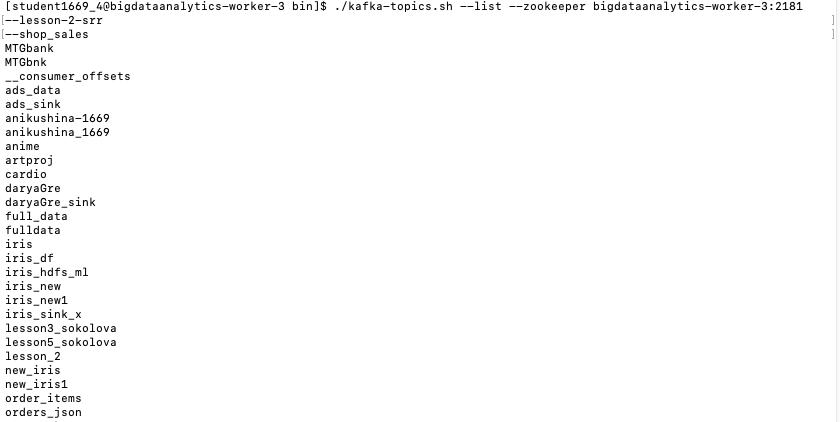 [student1669_4@bigdataanalytics-worker-3 bin]$ ./kafka-topics.sh --list --zookeeper bigdataanalytics-worker-3:2181
[--lesson-2-srr ]
[--shop_sales ]
MTGbank
MTGbnk
__consumer_offsets
ads_data
ads_sink
anikushina-1669
anikushina_1669
anime
artproj
cardio
daryaGre
daryaGre_sink
full_data
fulldata
iris
iris_df
iris_hdfs_ml
iris_new
iris_new1
iris_sink_x
lesson3_sokolova
lesson5_sokolova
lesson_2
new_iris
new_iris1
order_items
orders_json